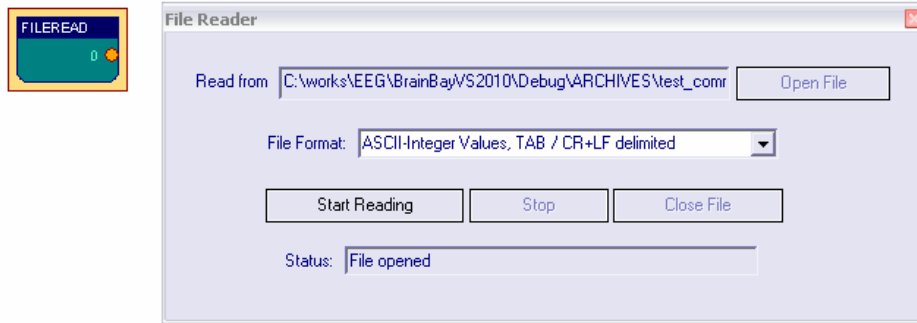 FILEREAD
0
File Reader
Read from C:\works\EEG\BrainBayVS2010\Debug\ARCHIVES\test_comr Open File
File Format: ASCII-Integer Values, TAB / CR+LF delimited
Start Reading Stop Close File
Status: File opened